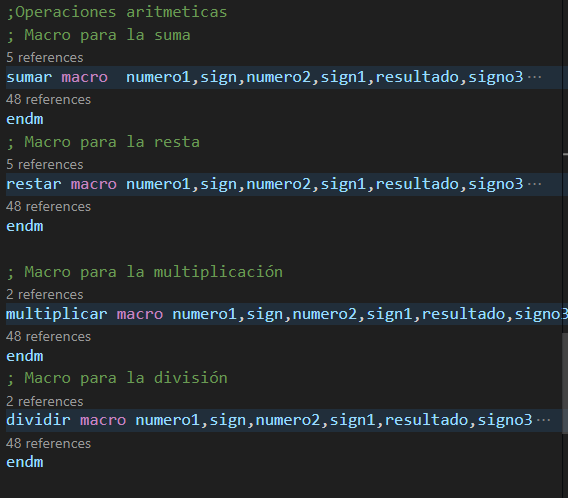 ;Operaciones aritmeticas
; Macro para la suma
5 references
sumar macro  numero1,sign,numero2,sign1,resultado,signo3···
48 references
endm
; Macro para la resta
5 references
restar macro numero1,sign,numero2,sign1,resultado,signo3···
48 references
endm
; Macro para la multiplicación
2 references
multiplicar macro numero1,sign,numero2,sign1,resultado,signo3
48 references
endm
; Macro para la división
2 references
dividir macro numero1,sign,numero2,sign1,resultado,signo3···
48 references
endm